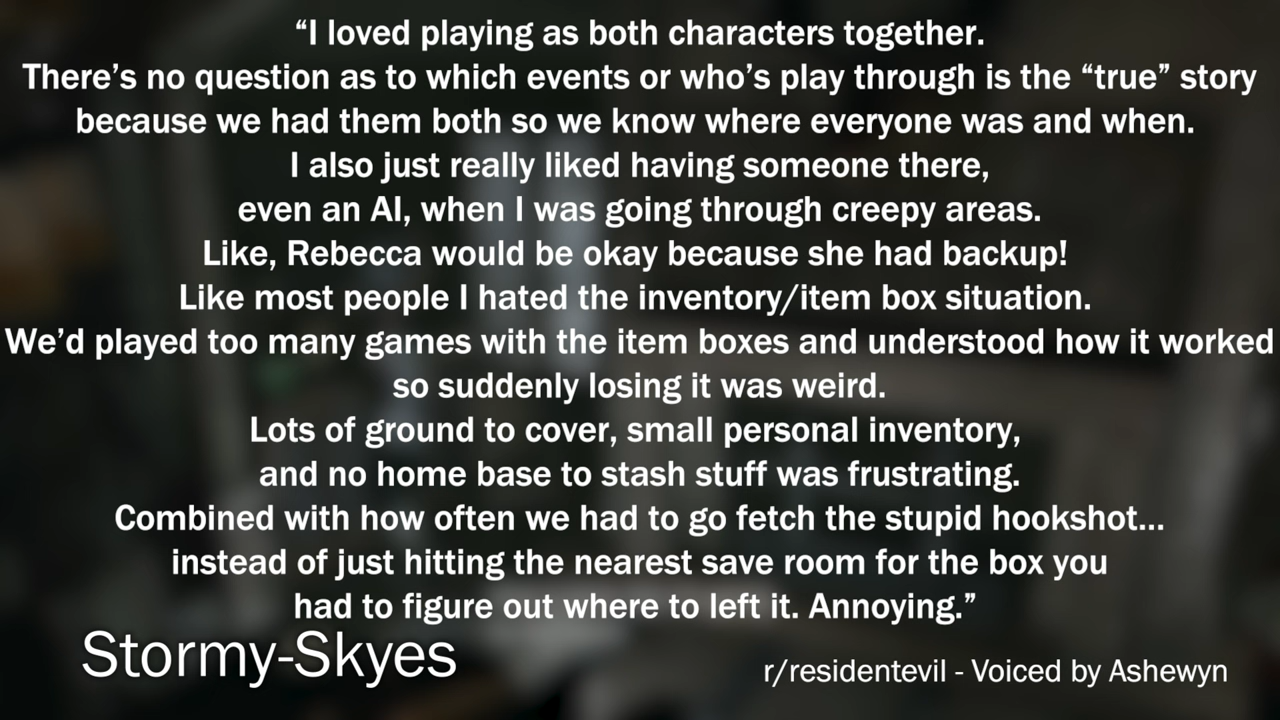 “I loved playing as both characters together.
There’s no question as to which events or who’s play through is the “true” story
because we had them both so we know where everyone was and when.
I also just really liked having someone there,
even an AI, when I was going through creepy areas.
Like, Rebecca would be okay because she had backup!
Like most people I hated the inventory/item box situation.
We’d played too many games with the item boxes and understood how it worked
so suddenly losing it was weird.
Lots of ground to cover, small personal inventory,
and no home base to stash stuff was frustrating.
Combined with how often we had to go fetch the stupid hookshot...
instead of just hitting the nearest save room for the box you
had to figure out where to left it. Annoying.”
Stormy-Skyes
r/residentevil - Voiced by Ashewyn